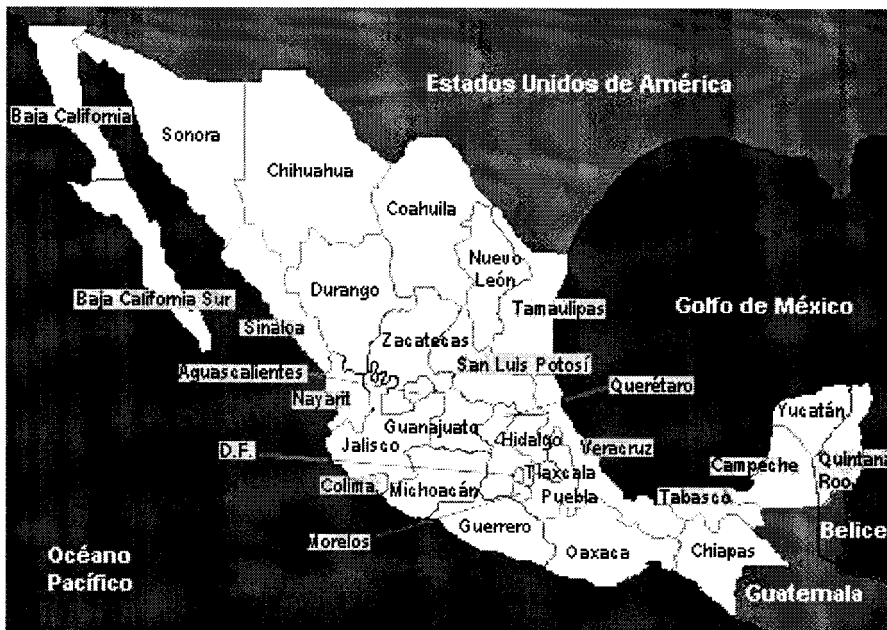 Estados Unidos de América
Baja California
Sonora
Chihuahua
Coahuila
Nuevo
León
Durango
Baja California Sur
Tamaulipas
Golfo de México
Sinaloa
Zacatecas
San Luis Potosí
Aguascalientes
Querétaro
Nayarit
Yucatán
Guanajuato
Hidalgo
Jalisco
Veracruz
D.F.
Campeche
Quintana
Roo
Tlaxcala
Colima
Michoacán
Puebla
Tabasco
Guerrero
Belice
Morelos
Oaxaca
Chiapas
Océano
Pacífico
Guatemala